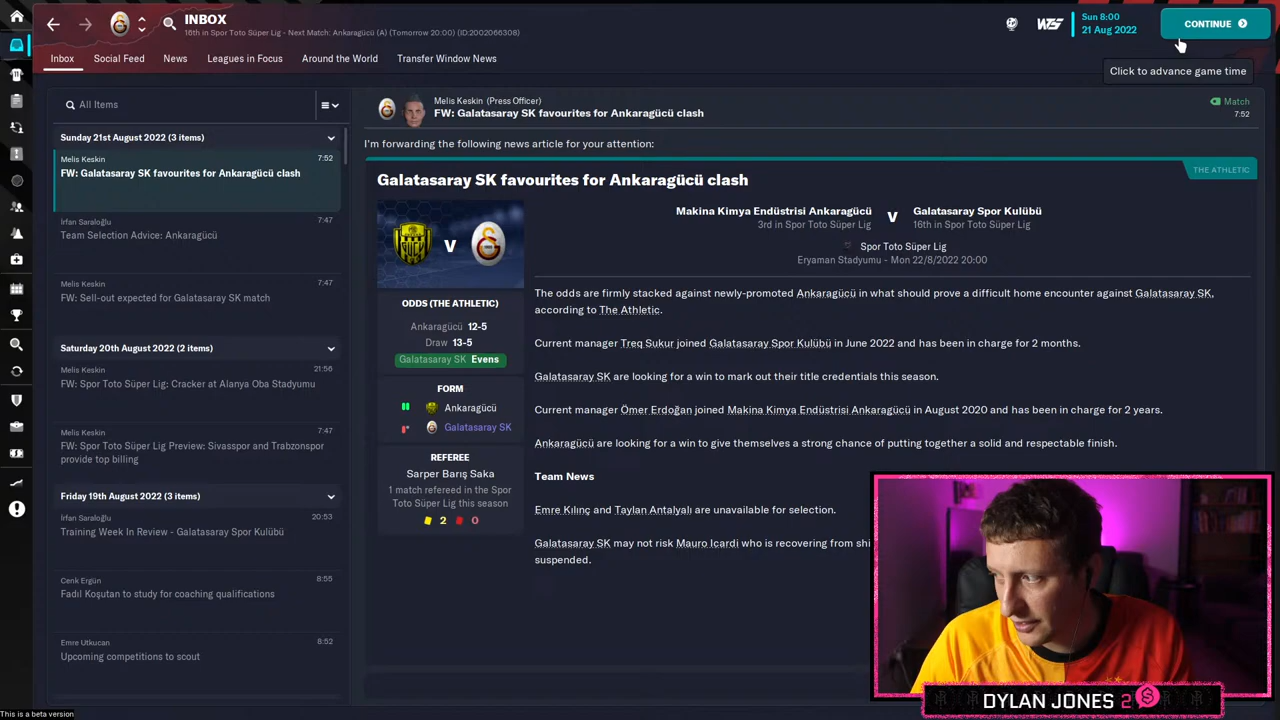 INBOX
16th in Spor Toto Süper Lig - Next Match: Ankaragücü (A) (Tomorrow 20:00) (ID:2002066308)
Sun 8:00
21 Aug 2022
CONTINUE
Click to advance game time
Inbox
Social Feed
News
Leagues in Focus
Around the World
Transfer Window News
All Items
Sunday 21st August 2022 (3 items)
Melis Keskin
7:52
FW: Galatasaray SK favourites for Ankaragücü clash
İrfan Saraloğlu
7:47
Team Selection Advice: Ankaragücü
Melis Keskin
7:47
FW: Sell-out expected for Galatasaray SK match
Saturday 20th August 2022 (2 items)
Melis Keskin
21:56
FW: Spor Toto Süper Lig: Cracker at Alanya Oba Stadyumu
Melis Keskin
7:47
FW: Spor Toto Süper Lig Preview: Sivasspor and Trabzonspor
provide top billing
Friday 19th August 2022 (3 items)
İrfan Saraloğlu
20:53
Training Week In Review - Galatasaray Spor Kulübü
Cenk Ergün
8:55
Fadıl Koşutan to study for coaching qualifications
Emre Utkucan
8:52
Upcoming competitions to scout
Melis Keskin (Press Officer)
FW: Galatasaray SK favourites for Ankaragücü clash
Match
7:52
I'm forwarding the following news article for your attention:
THE ATHLETIC
Galatasaray SK favourites for Ankaragücü clash
V
Makina Kimya Endüstrisi Ankaragücü
3rd in Spor Toto Süper Lig
V
Galatasaray Spor Kulübü
16th in Spor Toto Süper Lig
Spor Toto Süper Lig
Eryaman Stadyumu - Mon 22/8/2022 20:00
ODDS (THE ATHLETIC)
Ankaragücü 12-5
Draw 13-5
Galatasaray SK Evens
FORM
Ankaragücü
Galatasaray SK
REFEREE
Sarper Barış Saka
1 match refereed in the Spor
Toto Süper Lig this season
2 0
The odds are firmly stacked against newly-promoted Ankaragücü in what should prove a difficult home encounter against Galatasaray SK,
according to The Athletic.
Current manager Treq Sukur joined Galatasaray Spor Kulübü in June 2022 and has been in charge for 2 months.
Galatasaray SK are looking for a win to mark out their title credentials this season.
Current manager Ömer Erdoğan joined Makina Kimya Endüstrisi Ankaragücü in August 2020 and has been in charge for 2 years.
Ankaragücü are looking for a win to give themselves a strong chance of putting together a solid and respectable finish.
Team News
Emre Kılınç and Taylan Antalyalı are unavailable for selection.
Galatasaray SK may not risk Mauro Icardi who is recovering from shi
suspended.
DYLAN JONES 2
This is a beta version